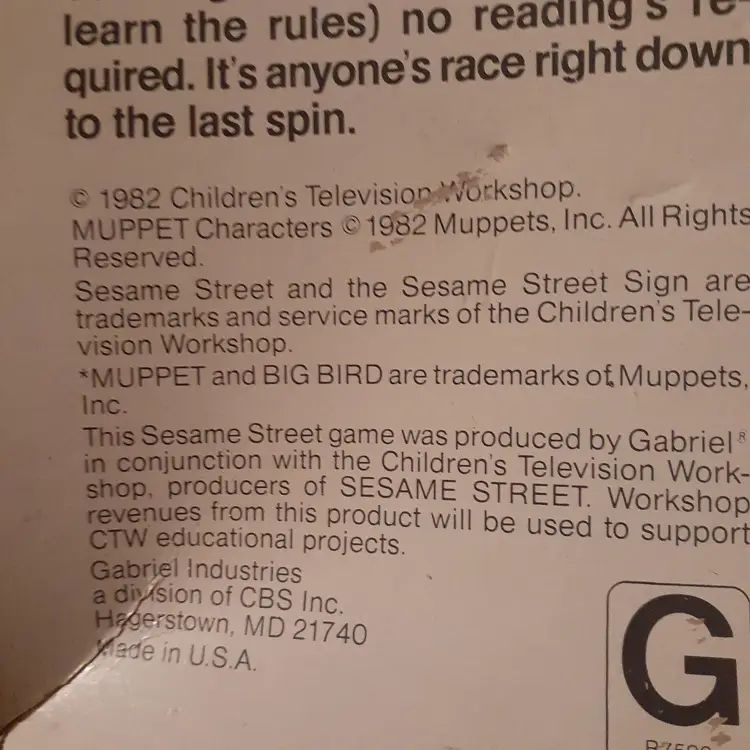 learn the rules) no reading's re-
quired. It's anyone's race right down
to the last spin.
© 1982 Children's Television Workshop.
MUPPET Characters © 1982 Muppets, Inc. All Rights
Reserved.
Sesame Street and the Sesame Street Sign are
trademarks and service marks of the Children's Tele-
vision Workshop.
*MUPPET and BIG BIRD are trademarks of Muppets,
Inc.
This Sesame Street game was produced by Gabriel®
in conjunction with the Children's Television Work-
shop, producers of SESAME STREET. Workshop
revenues from this product will be used to support
CTW educational projects.
Gabriel Industries
a division of CBS Inc.
Hagerstown, MD 21740
Made in U.S.A.
G